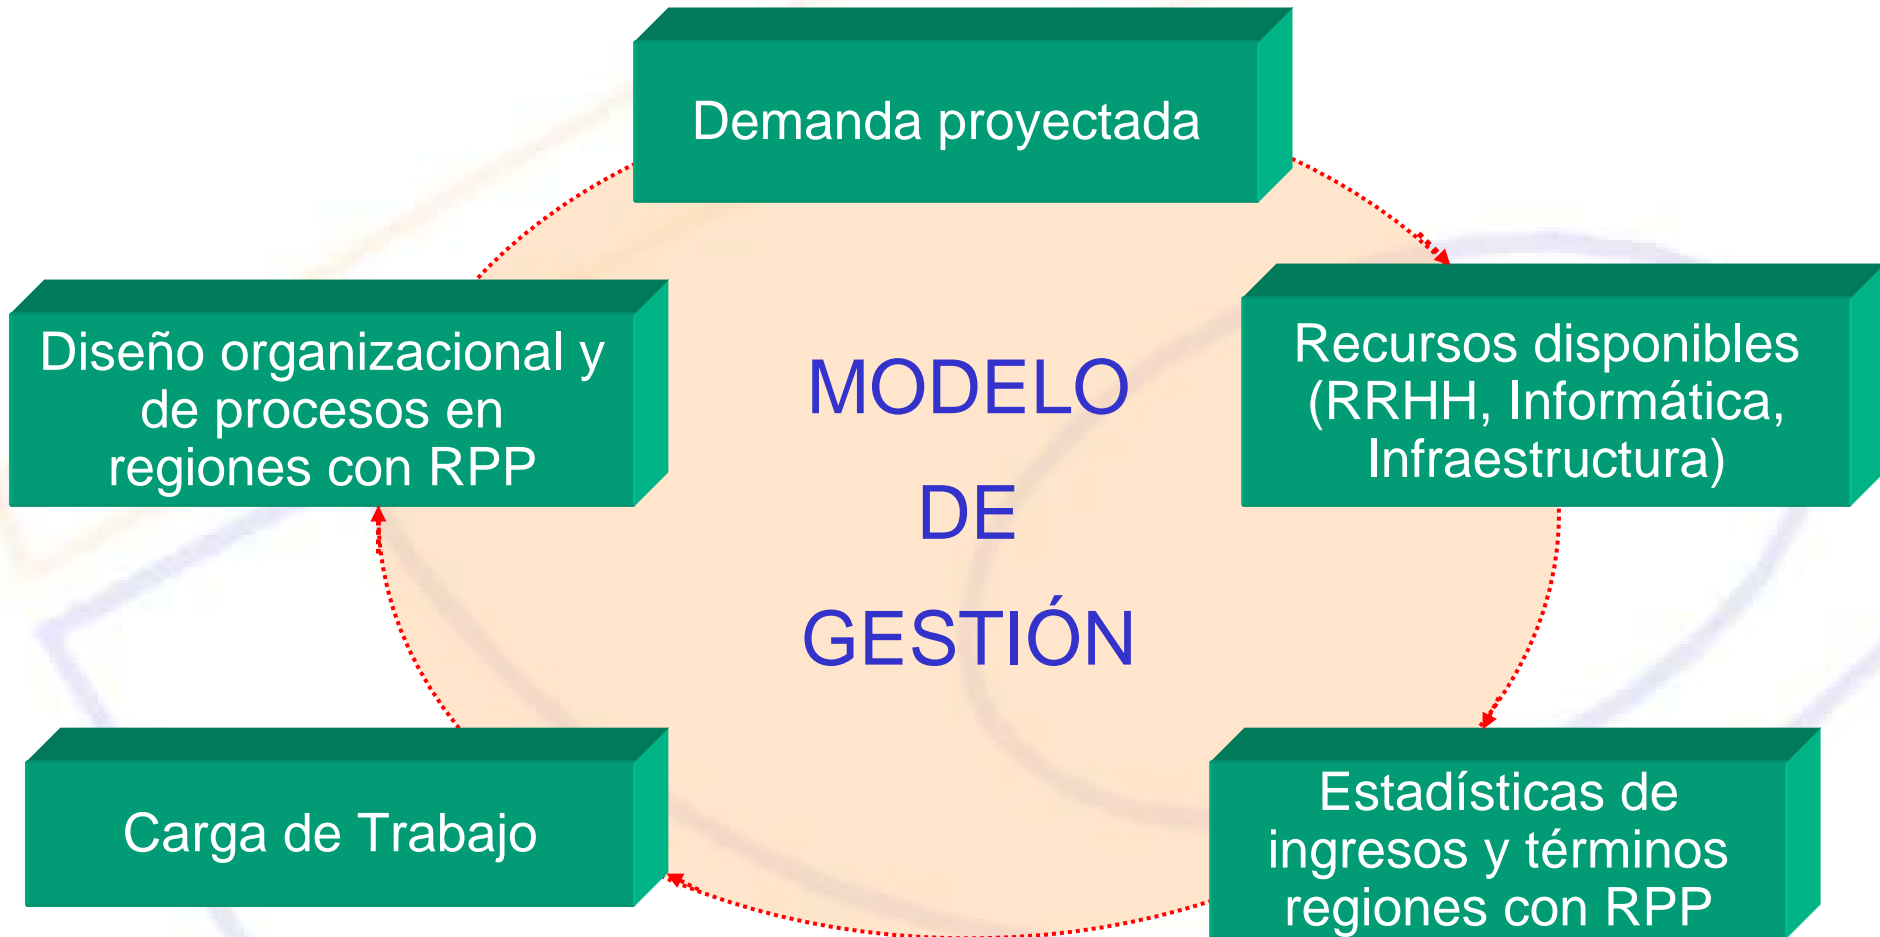 Demanda proyectada
Diseño organizacional y
de procesos en
regiones con RPP
MODELO
DE
GESTIÓN
Recursos disponibles
(RRHH, Informática,
Infraestructura)
Carga de Trabajo
Estadísticas de
ingresos y términos
regiones con RPP